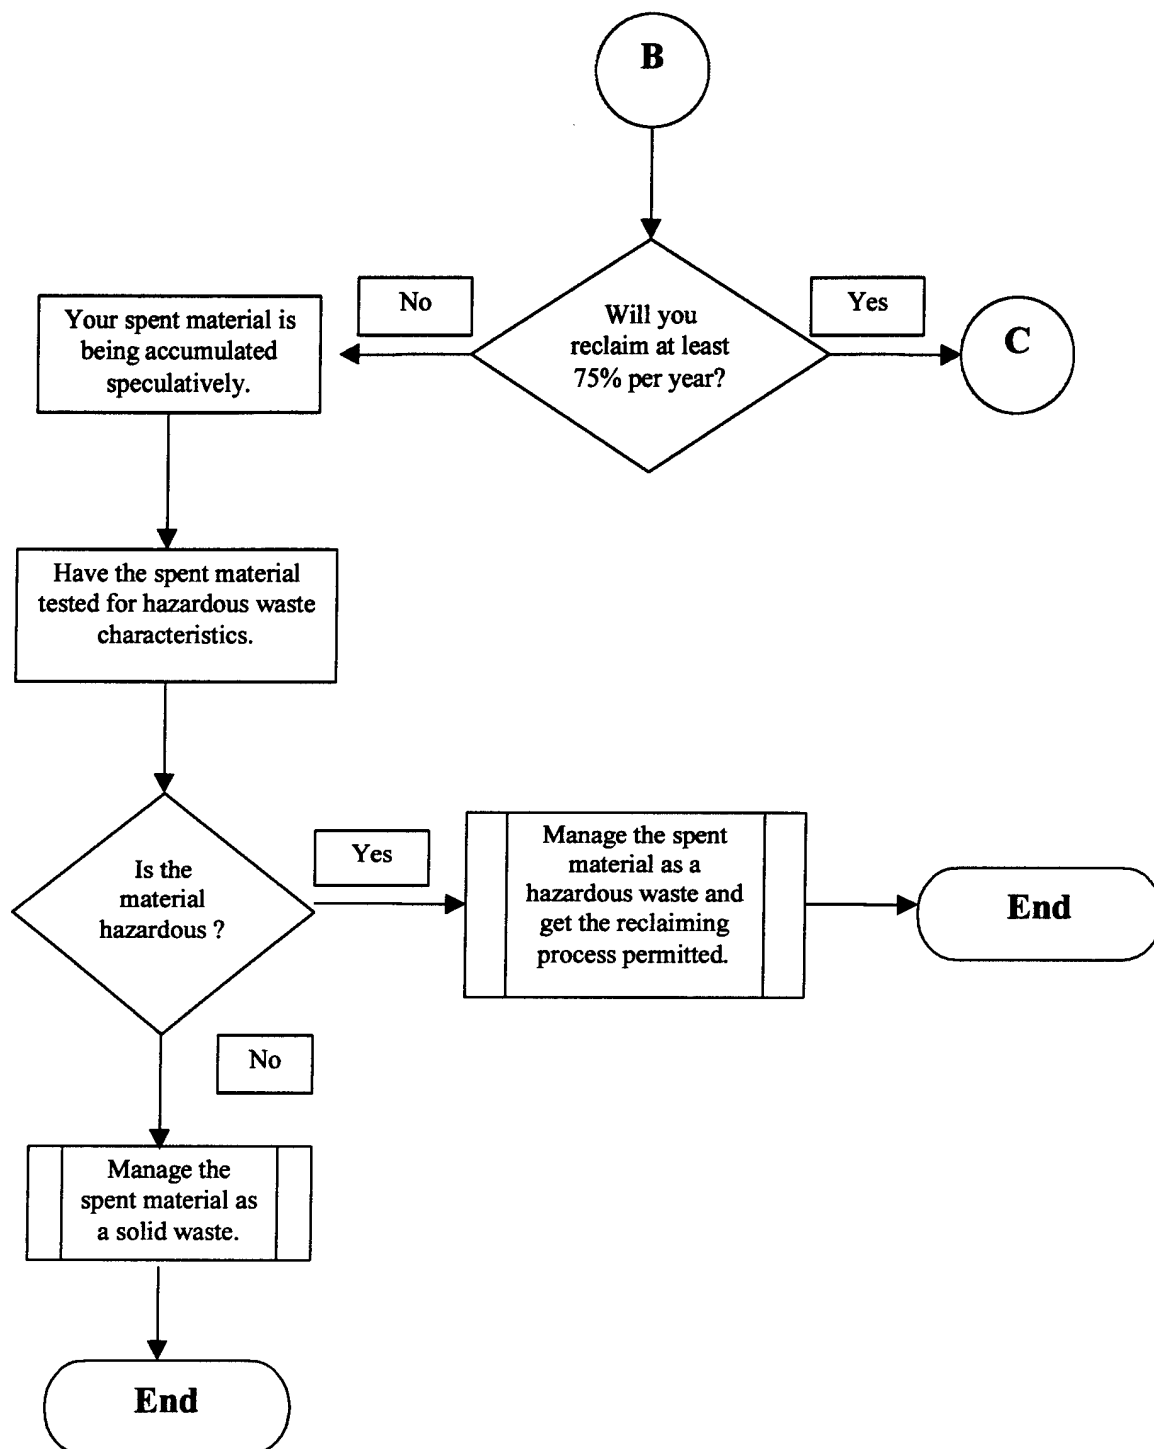 B
Will you
reclaim at least
75% per year?
No
Yes
C
Your spent material is
being accumulated
speculatively.
Have the spent material
tested for hazardous waste
characteristics.
Is the
material
hazardous ?
Yes
Manage the spent
material as a
hazardous waste and
get the reclaiming
process permitted.
End
No
Manage the
spent material as
a solid waste.
End